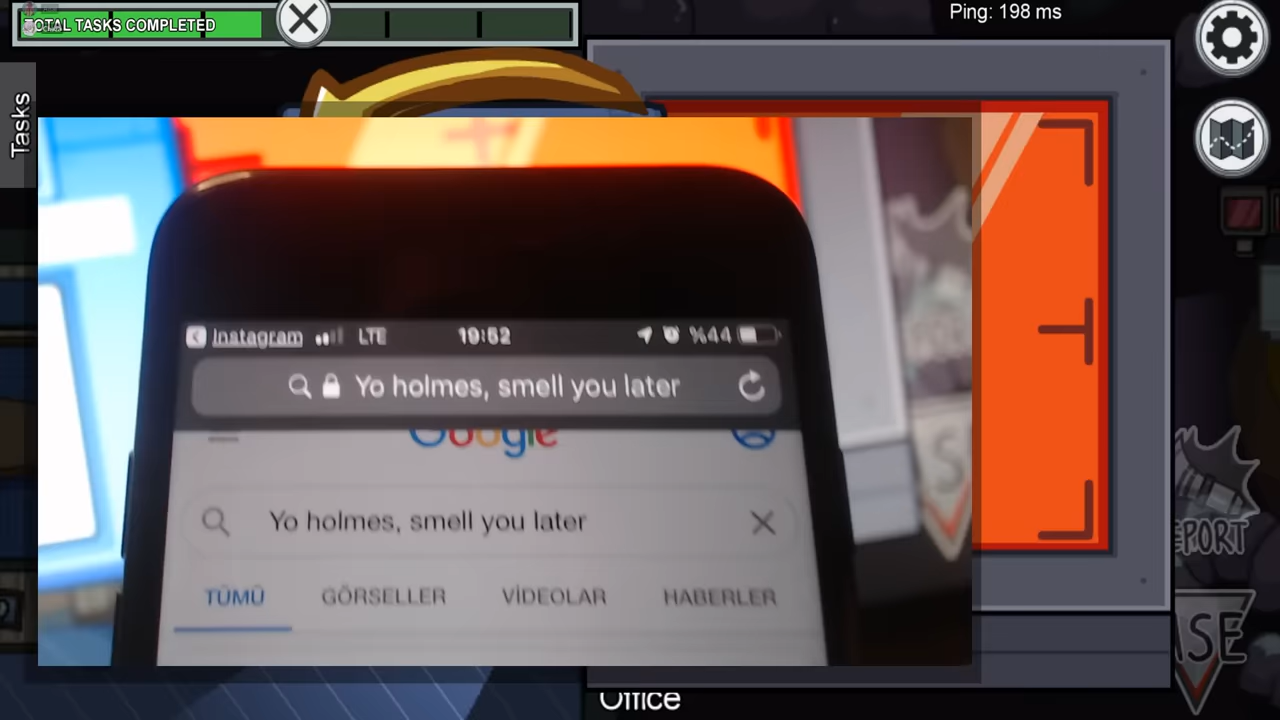 TOTAL TASKS COMPLETED
Ping: 198 ms
Tasks
Instagram LTE 19:52 %44
Yo holmes, smell you later
Google
Yo holmes, smell you later
TÜMÜ GÖRSELLER VİDEOLAR HABERLER
REPORT
Office